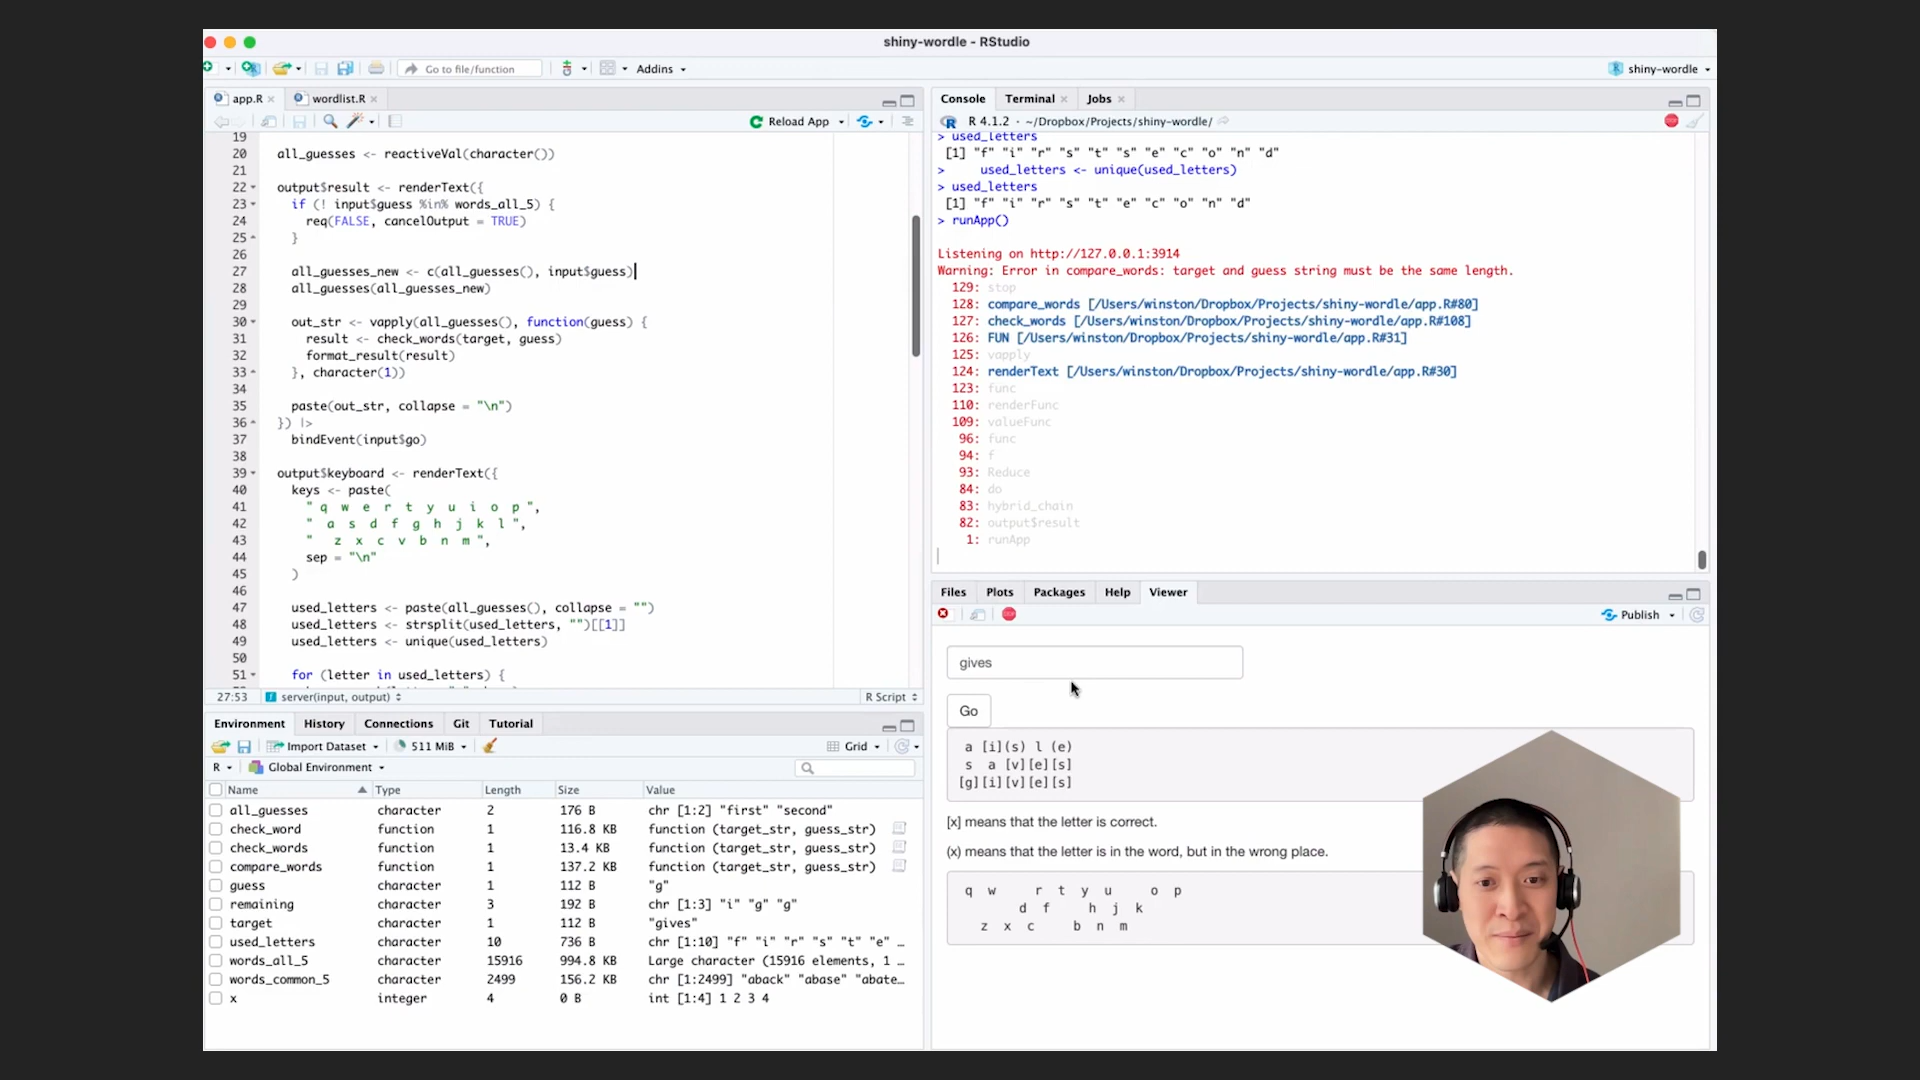 shiny-wordle - RStudio
Go to file/function
Addins
shiny-wordle
app.R
wordlist.R
Reload App
19
20 all_guesses <- reactiveVal(character())
21
22 output$result <- renderText({
23 if (! input$guess %in% words_all_5) {
24 req(FALSE, cancelOutput = TRUE)
25 }
26
27 all_guesses_new <- c(all_guesses(), input$guess)
28 all_guesses(all_guesses_new)
29
30 out_str <- vapply(all_guesses(), function(guess) {
31 result <- check_words(target, guess)
32 format_result(result)
33 }, character(1))
34
35 paste(out_str, collapse = "\n")
36 }) |>
37 bindEvent(input$go)
38
39 output$keyboard <- renderText({
40 keys <- paste(
41 " q  w  e  r  t  y  u  i  o  p ",
42 "  a  s  d  f  g  h  j  k  l ",
43 "   z  x  c  v  b  n  m ",
44 sep = "\n"
45 )
46
47 used_letters <- paste(all_guesses(), collapse = "")
48 used_letters <- strsplit(used_letters, "")[[1]]
49 used_letters <- unique(used_letters)
50
51 for (letter in used_letters) {
27:53 server(input, output) R Script
Console Terminal Jobs
R 4.1.2 · ~/Dropbox/Projects/shiny-wordle/
> used_letters
[1] "f" "i" "r" "s" "t" "s" "e" "c" "o" "n" "d"
> used_letters <- unique(used_letters)
> used_letters
[1] "f" "i" "r" "s" "t" "e" "c" "o" "n" "d"
> runApp()
Listening on http://127.0.0.1:3914
Warning: Error in compare_words: target and guess string must be the same length.
129: stop
128: compare_words [/Users/winston/Dropbox/Projects/shiny-wordle/app.R#80]
127: check_words [/Users/winston/Dropbox/Projects/shiny-wordle/app.R#108]
126: FUN [/Users/winston/Dropbox/Projects/shiny-wordle/app.R#31]
125: vapply
124: renderText [/Users/winston/Dropbox/Projects/shiny-wordle/app.R#30]
123: func
110: renderFunc
109: valueFunc
96: func
94: f
93: Reduce
84: do
83: hybrid_chain
82: output$result
1: runApp
Environment History Connections Git Tutorial
Import Dataset 511 MiB Grid
R Global Environment
Name Type Length Size Value
all_guesses character 2 176 B chr [1:2] "first" "second"
check_word function 1 116.8 KB function (target_str, guess_str)
check_words function 1 13.4 KB function (target_str, guess_str)
compare_words function 1 137.2 KB function (target_str, guess_str)
guess character 1 112 B "g"
remaining character 3 192 B chr [1:3] "i" "g" "g"
target character 1 112 B "gives"
used_letters character 10 736 B chr [1:10] "f" "i" "r" "s" "t" "e" …
words_all_5 character 15916 994.8 KB Large character (15916 elements, 1 …
words_common_5 character 2499 156.2 KB chr [1:2499] "aback" "abase" "abate…
x integer 4 0 B int [1:4] 1 2 3 4
Files Plots Packages Help Viewer
Publish
gives
Go
a [i](s) l (e)
s  a [v][e][s]
[g][i][v][e][s]
[x] means that the letter is correct.
(x) means that the letter is in the word, but in the wrong place.
q w r t y u o p
d f h j k
z x c b n m